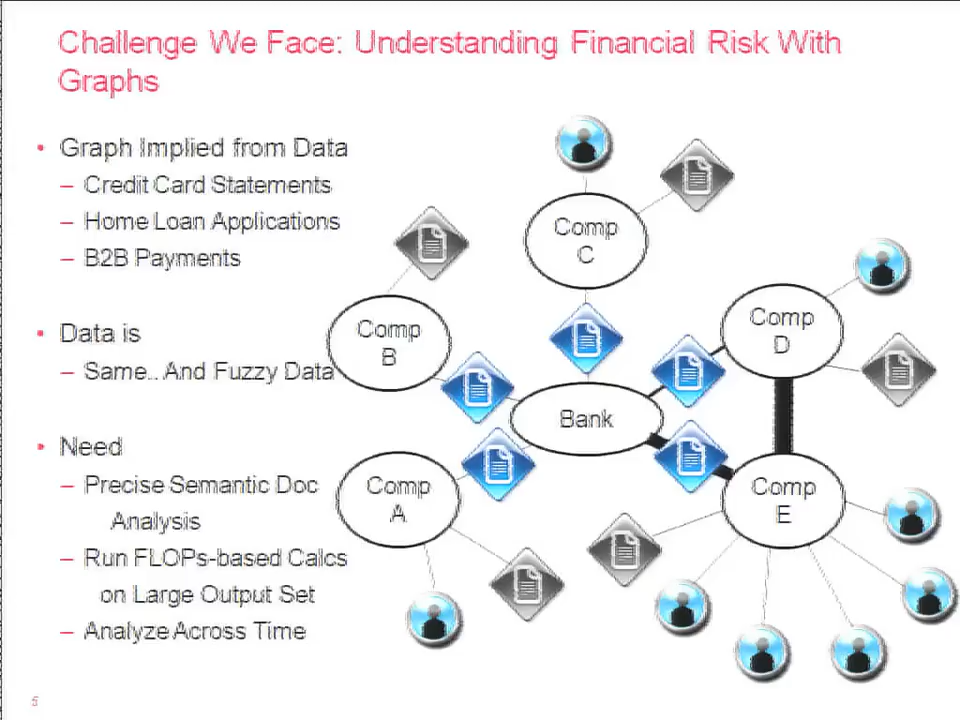 Challenge We Face: Understanding Financial Risk With
Graphs
• Graph Implied from Data
– Credit Card Statements
– Home Loan Applications
– B2B Payments
• Data is
– Same.. And Fuzzy Data
• Need
– Precise Semantic Doc
Analysis
– Run FLOPs-based Calcs
on Large Output Set
– Analyze Across Time
Comp
C
Comp
B
Comp
D
Bank
Comp
A
Comp
E
5